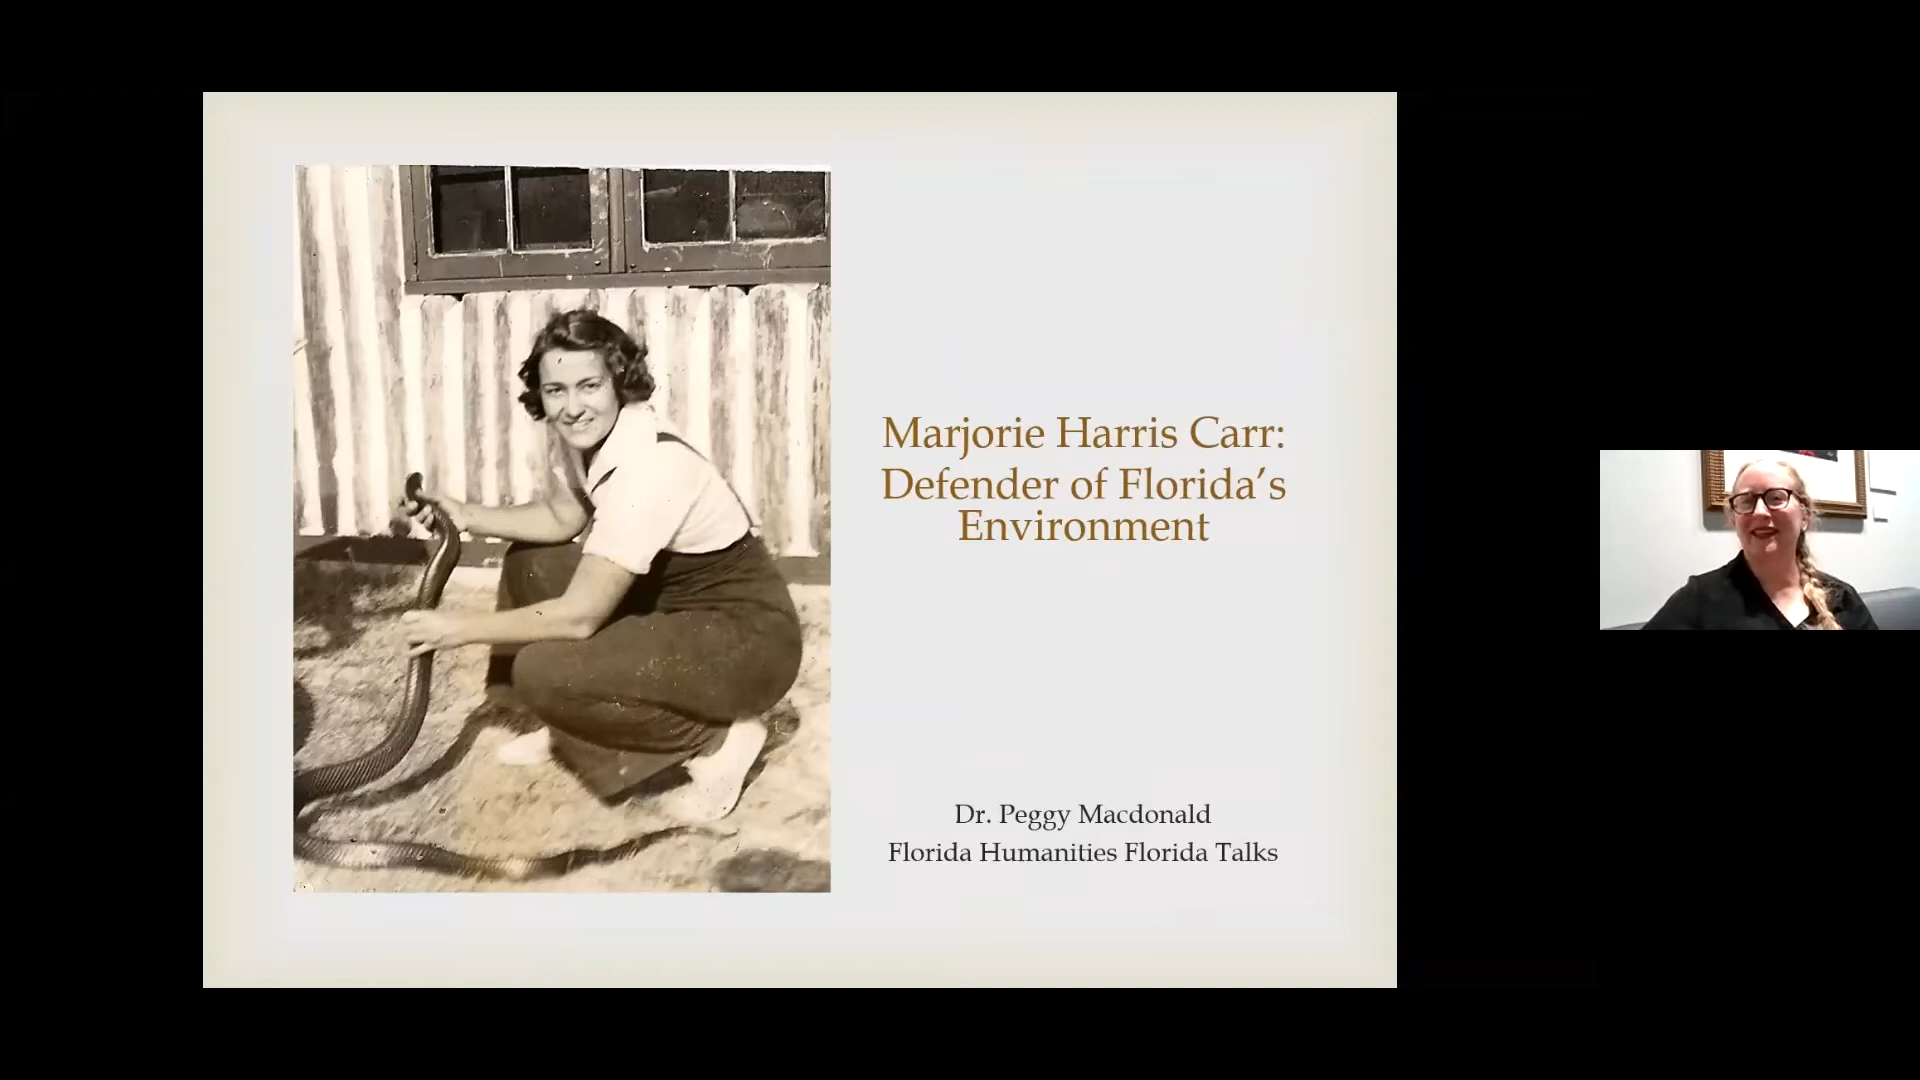 Marjorie Harris Carr:
Defender of Florida’s
Environment
Dr. Peggy Macdonald
Florida Humanities Florida Talks